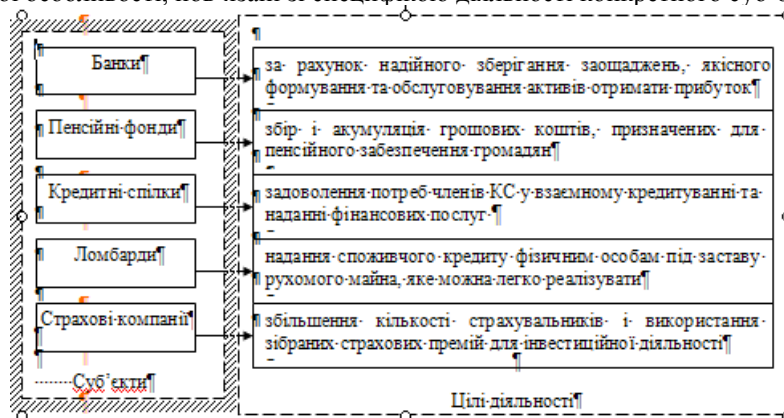 Банки
за рахунок надійного зберігання заощаджень, якісного
формування та обслуговування активів отримати прибуток
Пенсійні фонди
збір і акумуляція грошових коштів, призначених для
пенсійного забезпечення громадян
Кредитні спілки
задоволення потреб членів КС у взаємному кредитуванні та
наданні фінансових послуг
Ломбарди
надання споживчого кредиту фізичним особам під заставу
рухомого майна, яке можна легко реалізувати
Страхові компанії
збільшення кількості страхувальників і використання
зібраних страхових премій для інвестиційної діяльності
Суб’єкти
Цілі діяльності